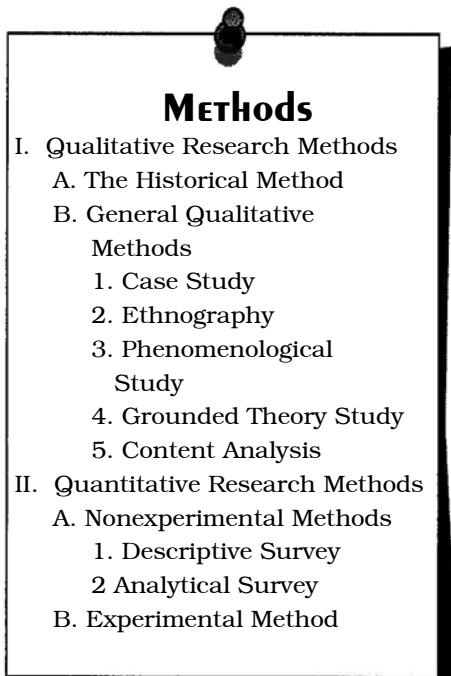 Methods
I. Qualitative Research Methods
A. The Historical Method
B. General Qualitative
Methods
1. Case Study
2. Ethnography
3. Phenomenological
Study
4. Grounded Theory Study
5. Content Analysis
II. Quantitative Research Methods
A. Nonexperimental Methods
1. Descriptive Survey
2 Analytical Survey
B. Experimental Method